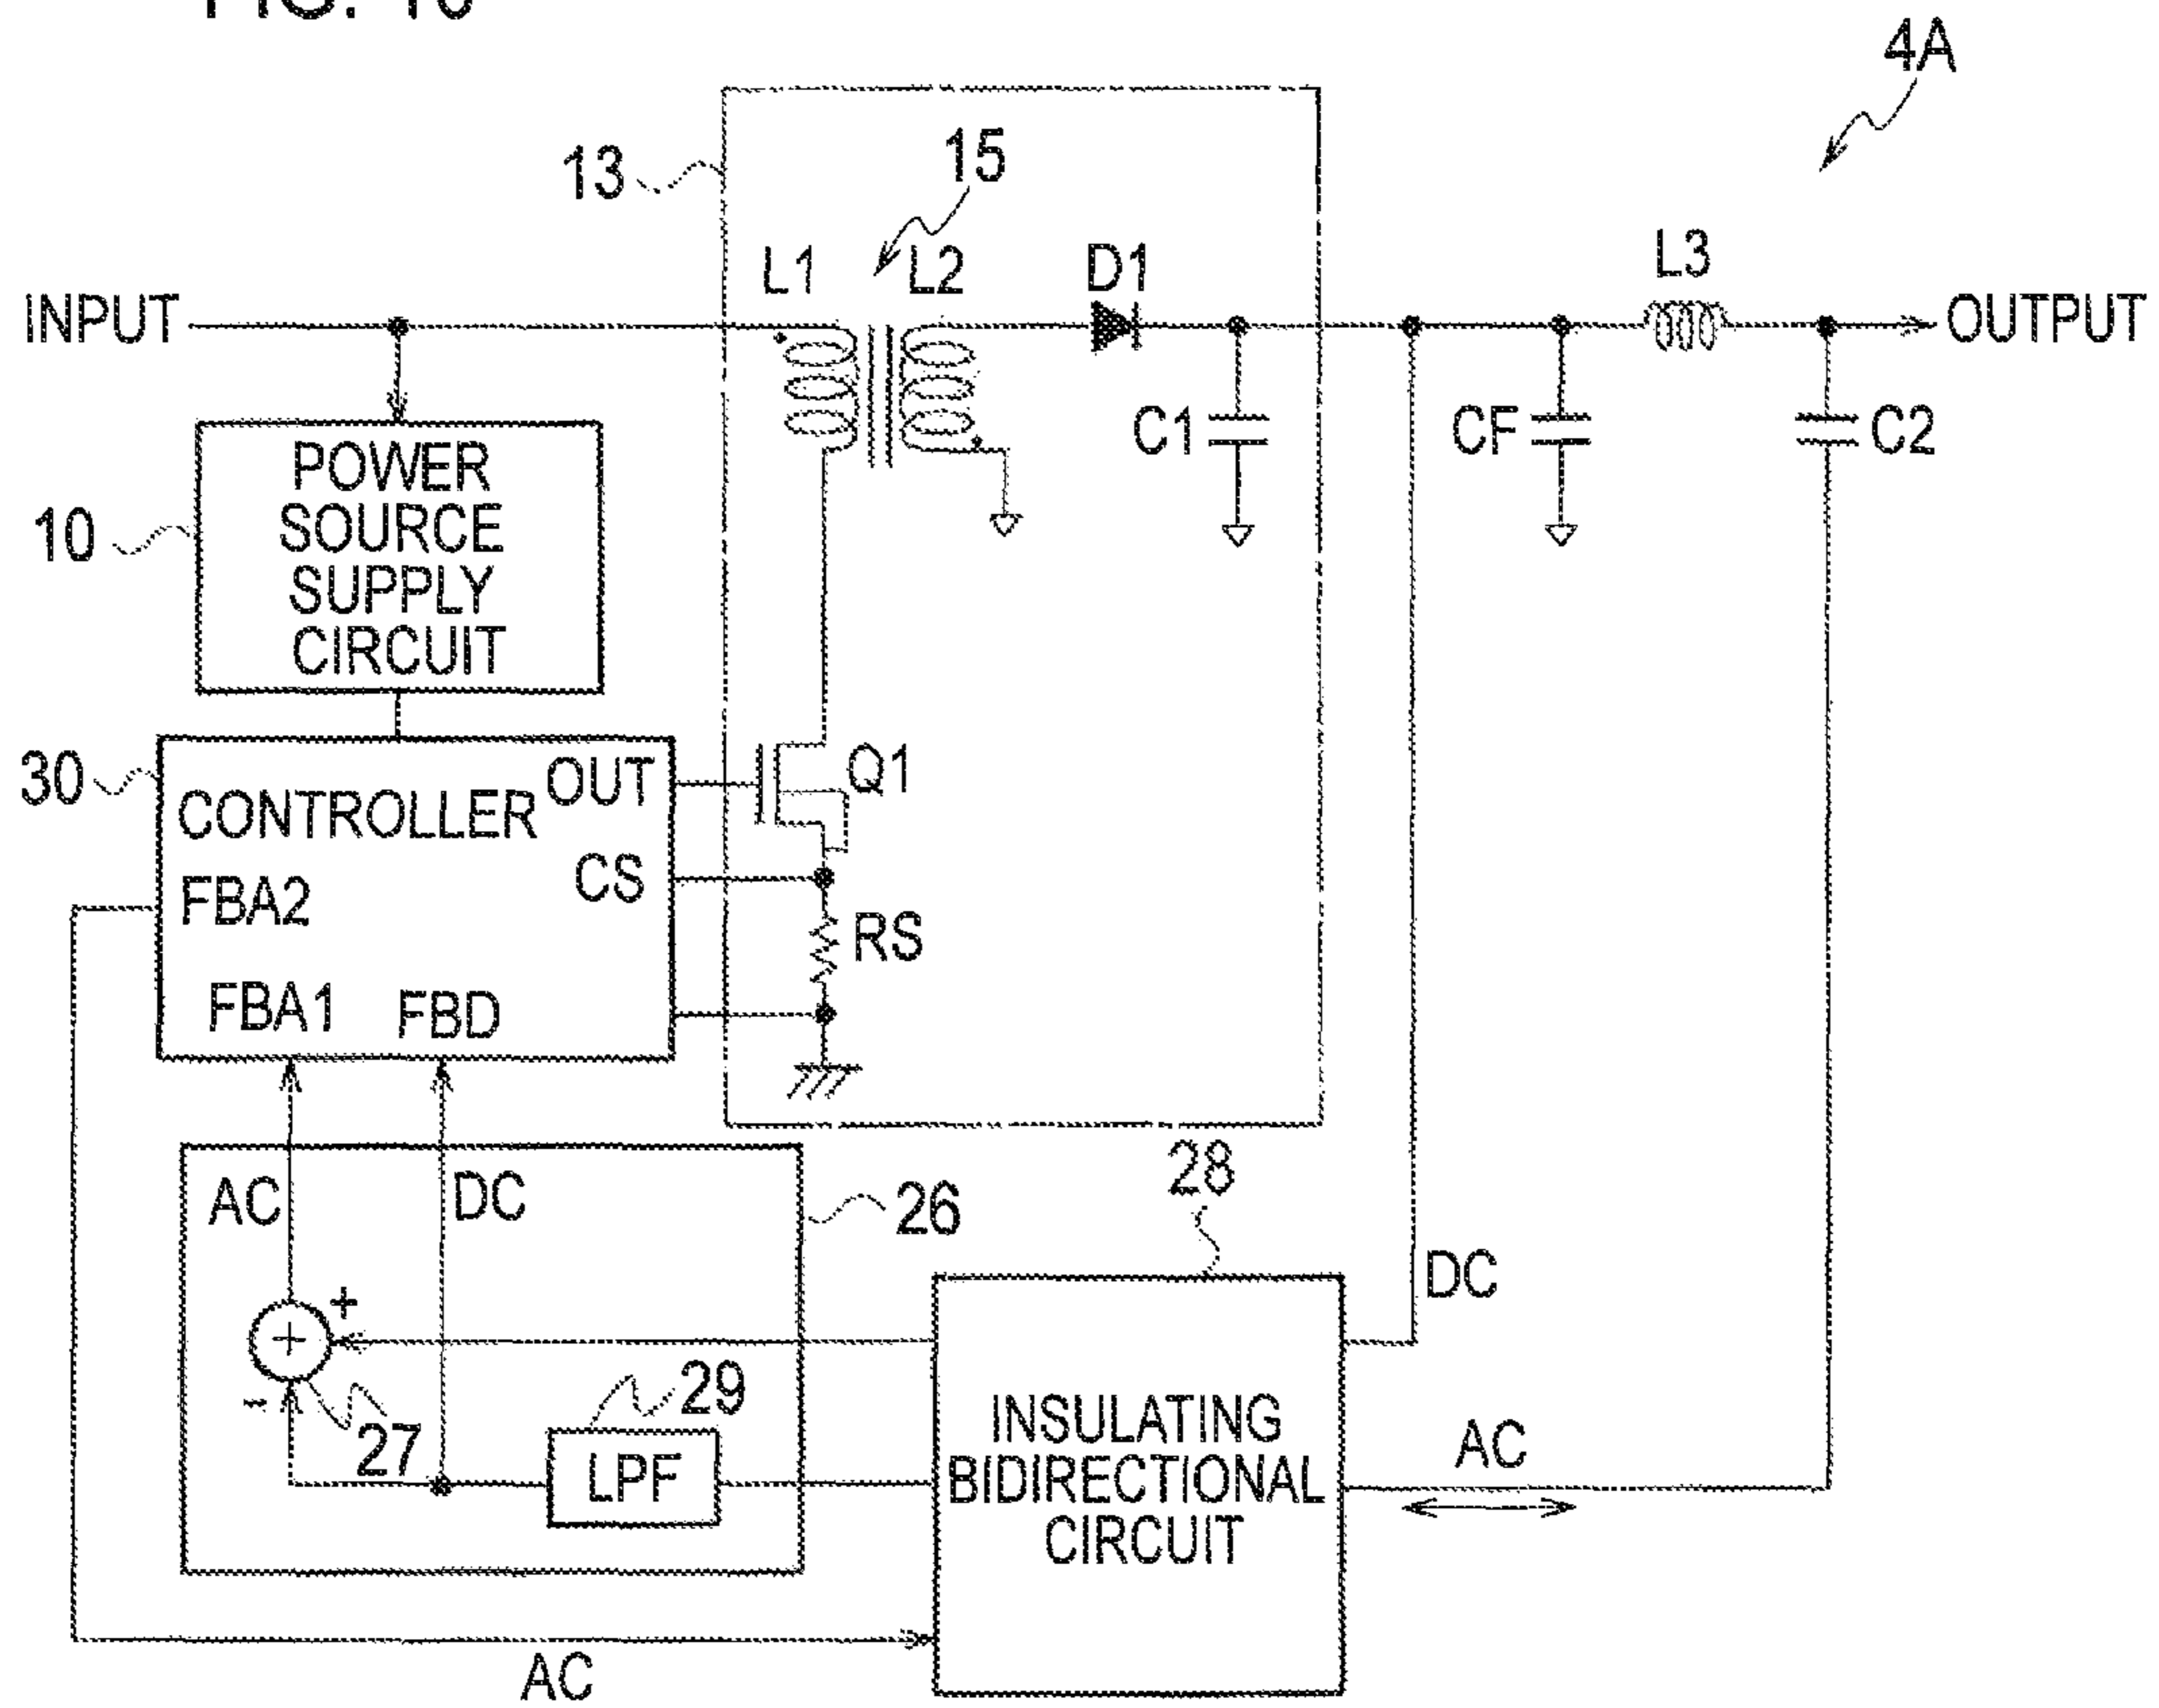 4A
13
15
L1
L2
D1
L3
INPUT
OUTPUT
C1
CF
C2
10
POWER
SOURCE
SUPPLY
CIRCUIT
30
CONTROLLER
OUT
Q1
CS
FBA2
RS
FBA1
FBD
AC
DC
26
28
DC
+
+
-
27
29
LPF
INSULATING
BIDIRECTIONAL
CIRCUIT
AC
AC